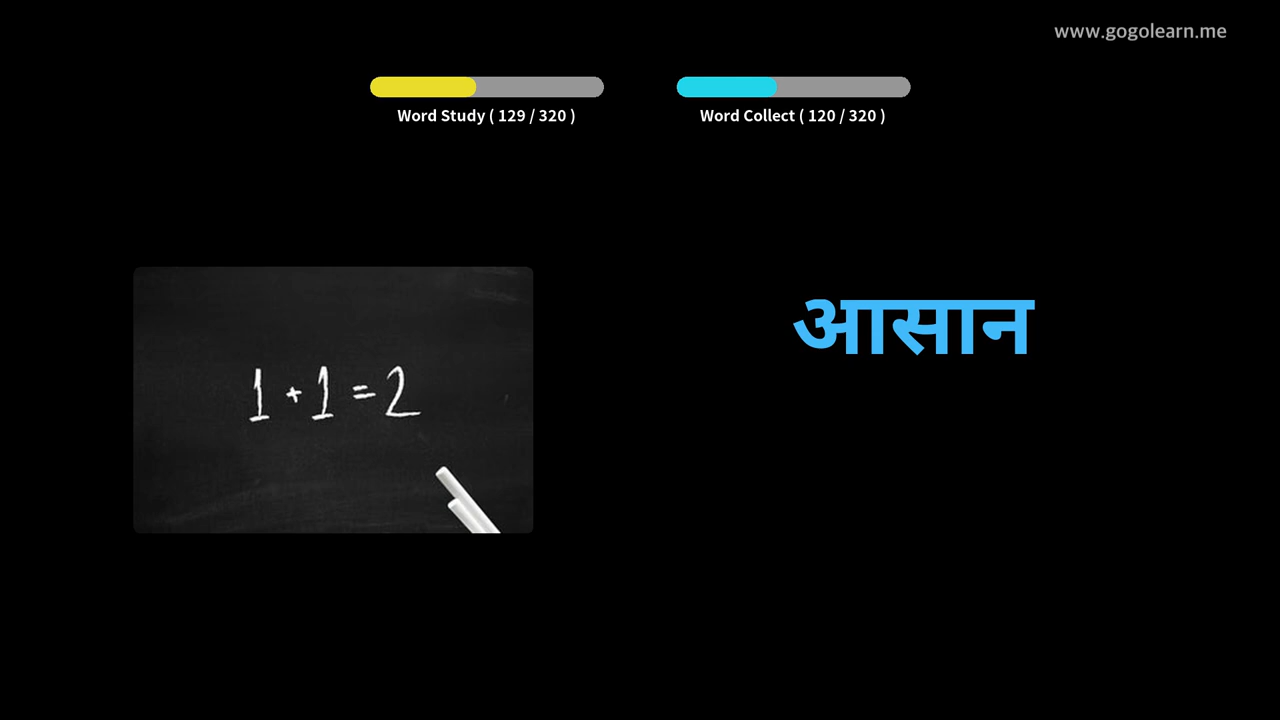 www.gogolearn.me
Word Study ( 129 / 320 )
Word Collect ( 120 / 320 )
आसान
1 + 1 = 2